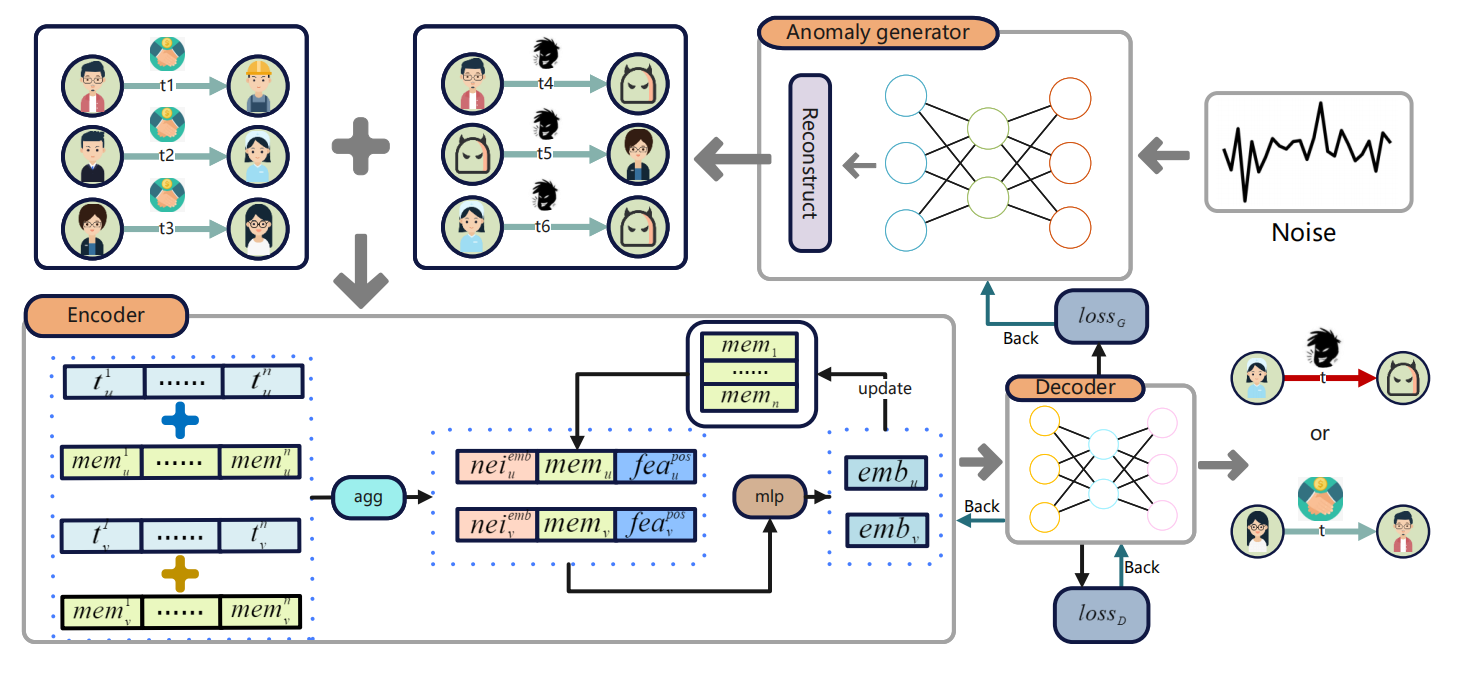 Anomaly generator
t1
t2
t3
t4
t5
t6
Reconstruct
Noise
Encoder
t_u^1 ...... t_u^n
mem_u^1 ...... mem_u^n
t_v^1 ...... t_v^n
mem_v^1 ...... mem_v^n
agg
mem_1
......
mem_n
update
nei_u^emb mem_u fea_u^pos
nei_v^emb mem_v fea_v^pos
mlp
emb_u
emb_v
loss_G
Back
Decoder
Back
Back
loss_D
t
or
t